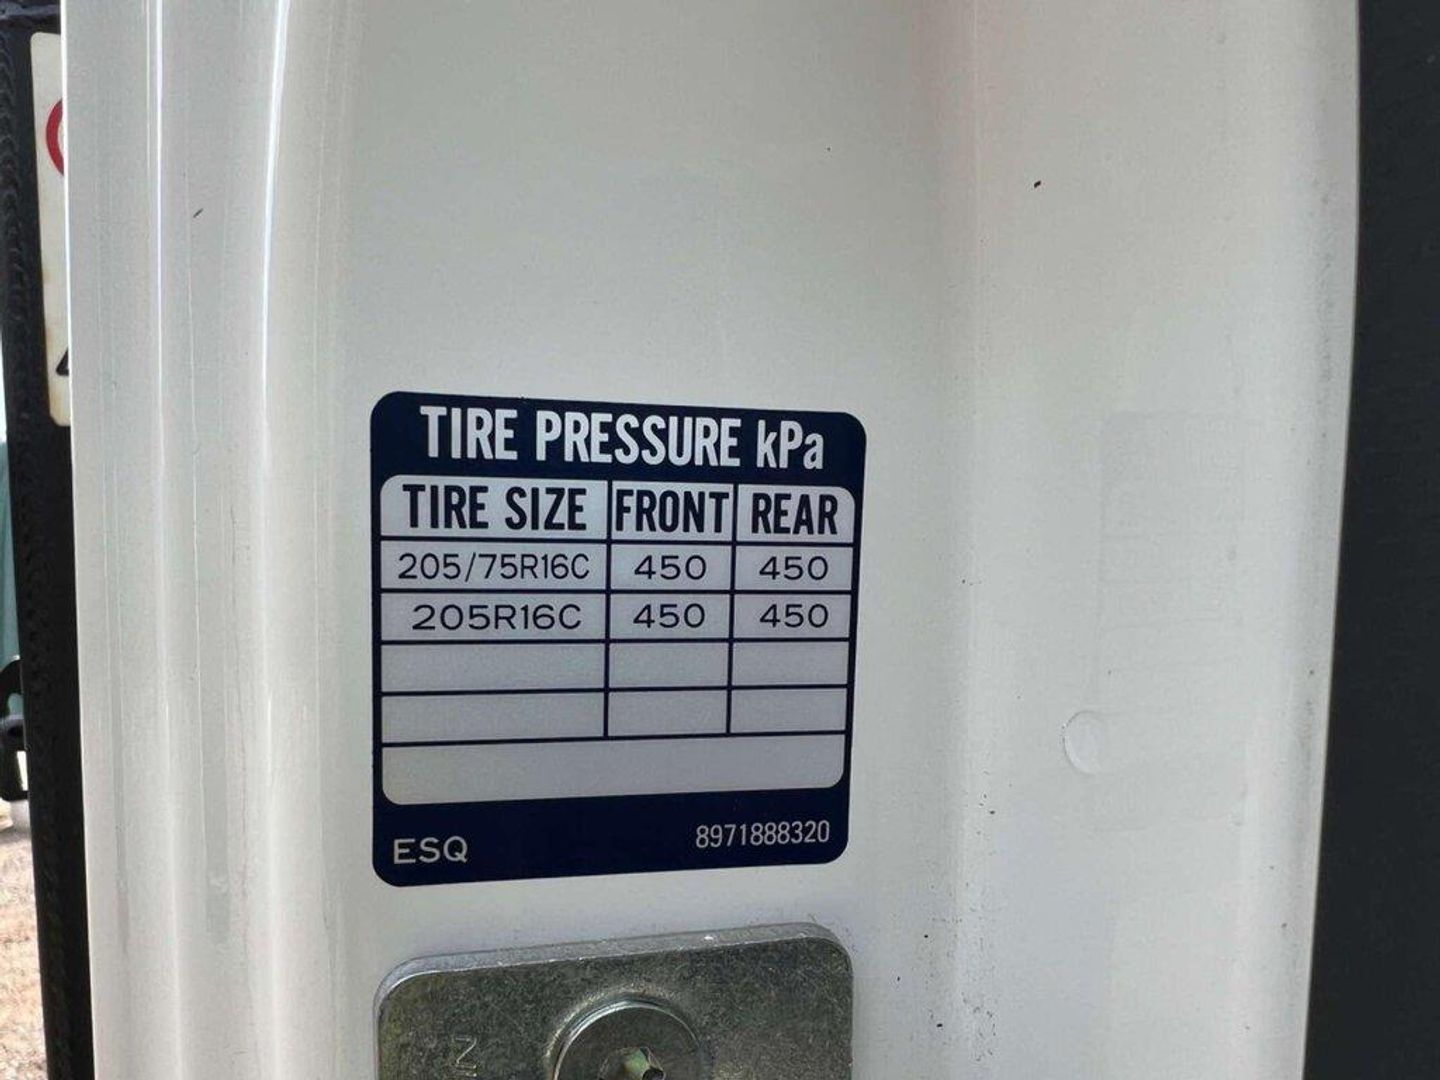 TIRE PRESSURE kPa
TIRE SIZE FRONT REAR
205/75R16C 450 450
205R16C 450 450
ESQ 8971888320